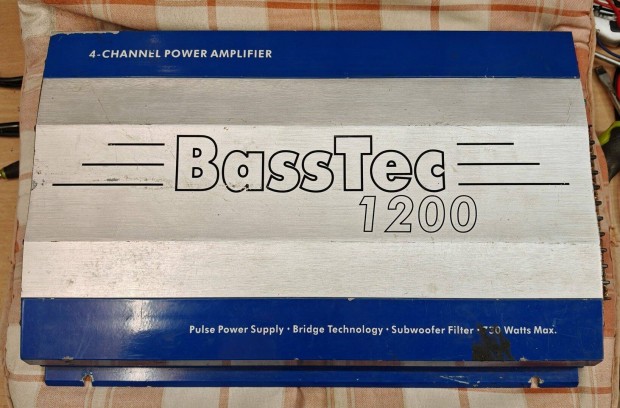 4-CHANNEL POWER AMPLIFIER
BassTec
1200
Pulse Power Supply • Bridge Technology • Subwoofer Filter • Watts Max.